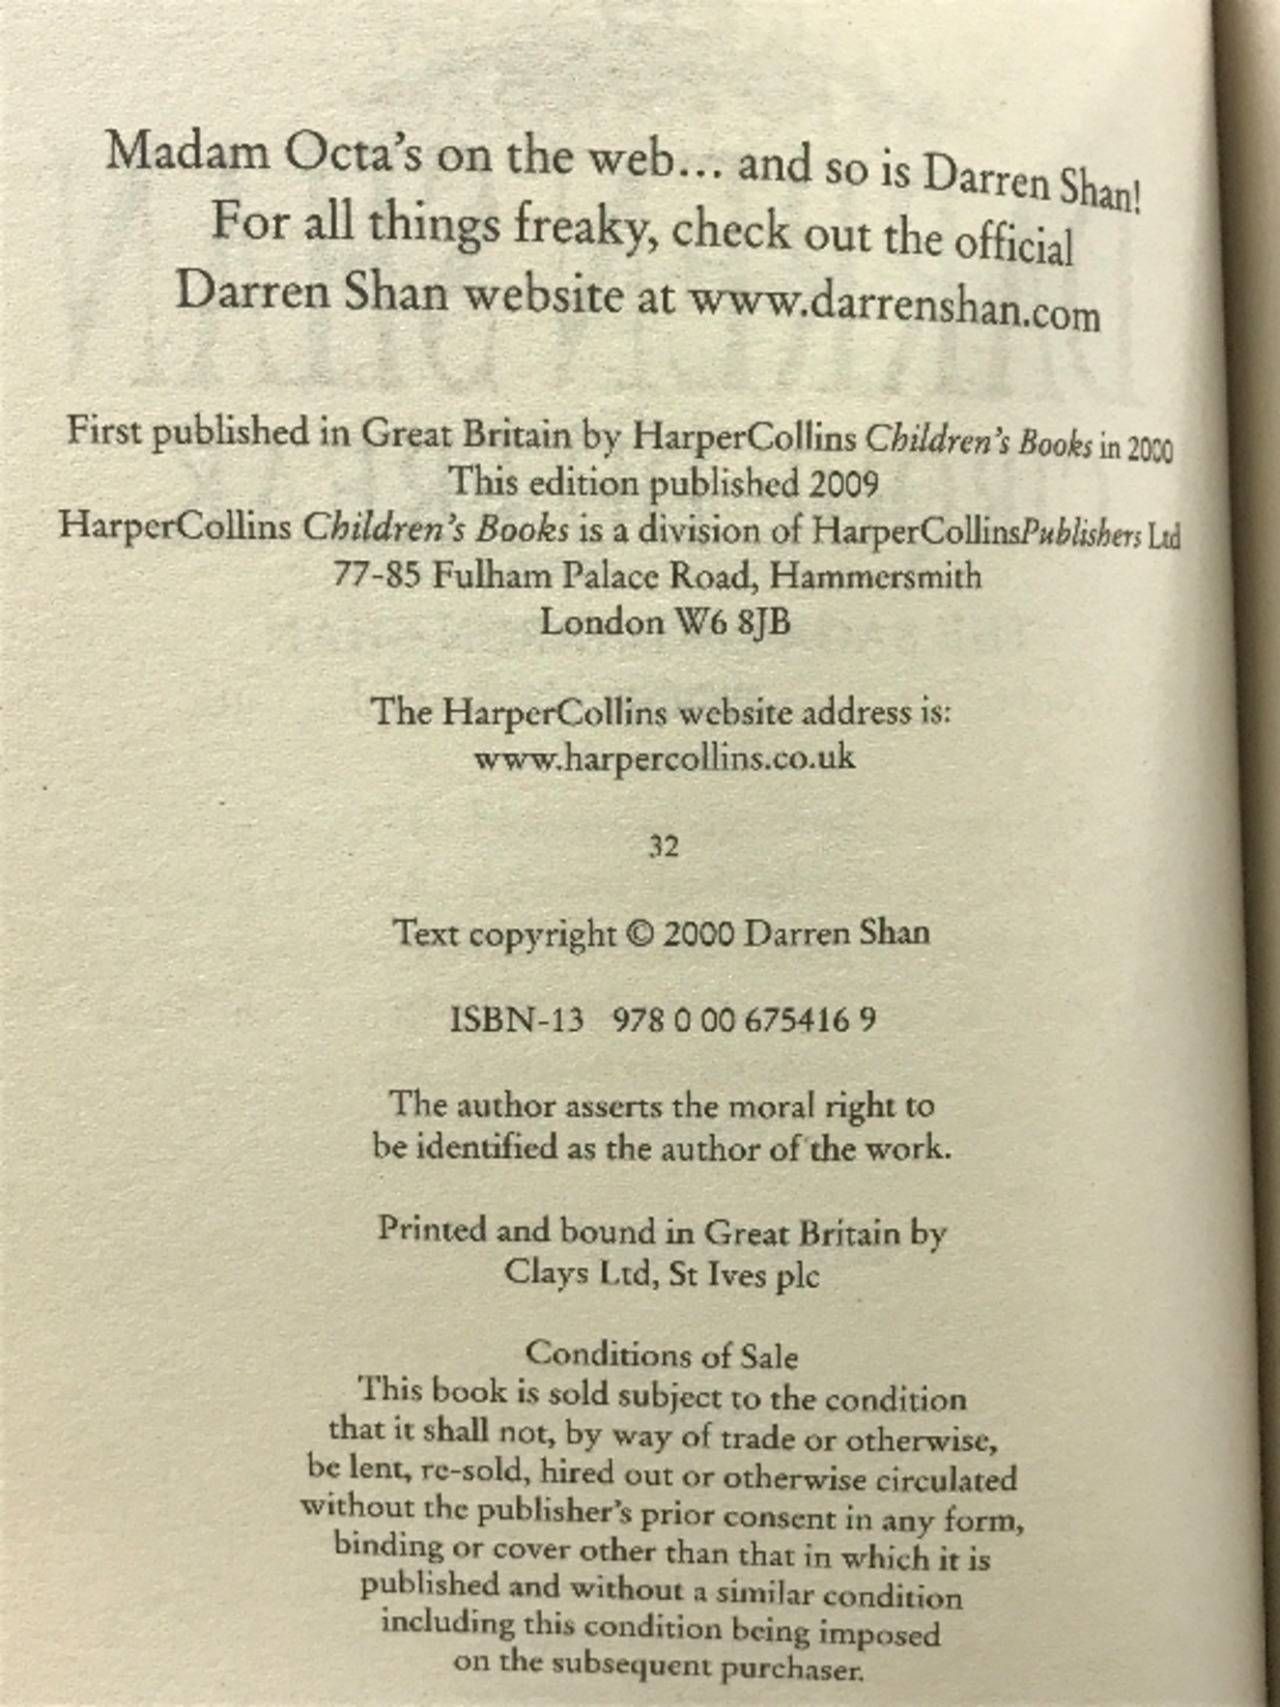 Madam Octa's on the web... and so is Darren Shan!
For all things freaky, check out the official
Darren Shan website at www.darrenshan.com
First published in Great Britain by HarperCollins Children's Books in 2000
This edition published 2009
HarperCollins Children's Books is a division of HarperCollinsPublishers Ltd
77-85 Fulham Palace Road, Hammersmith
London W6 8JB
The HarperCollins website address is:
www.harpercollins.co.uk
32
Text copyright © 2000 Darren Shan
ISBN-13 978 0 00 675416 9
The author asserts the moral right to
be identified as the author of the work.
Printed and bound in Great Britain by
Clays Ltd, St Ives plc
Conditions of Sale
This book is sold subject to the condition
that it shall not, by way of trade or otherwise,
be lent, re-sold, hired out or otherwise circulated
without the publisher's prior consent in any form,
binding or cover other than that in which it is
published and without a similar condition
including this condition being imposed
on the subsequent purchaser.